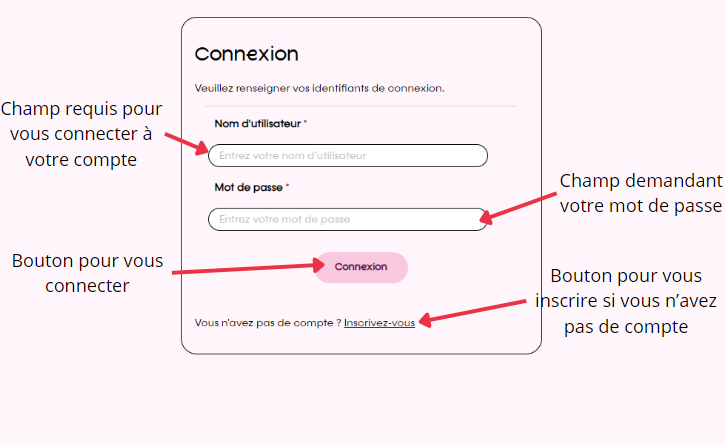 Connexion
Veuillez renseigner vos identifiants de connexion.
Champ requis pour
vous connecter à
votre compte
Nom d'utilisateur *
Entrez votre nom d'utilisateur
Mot de passe *
Entrez votre mot de passe
Champ demandant
votre mot de passe
Bouton pour vous
connecter
Connexion
Bouton pour vous
inscrire si vous n’avez
pas de compte
Vous n'avez pas de compte ? Inscrivez-vous